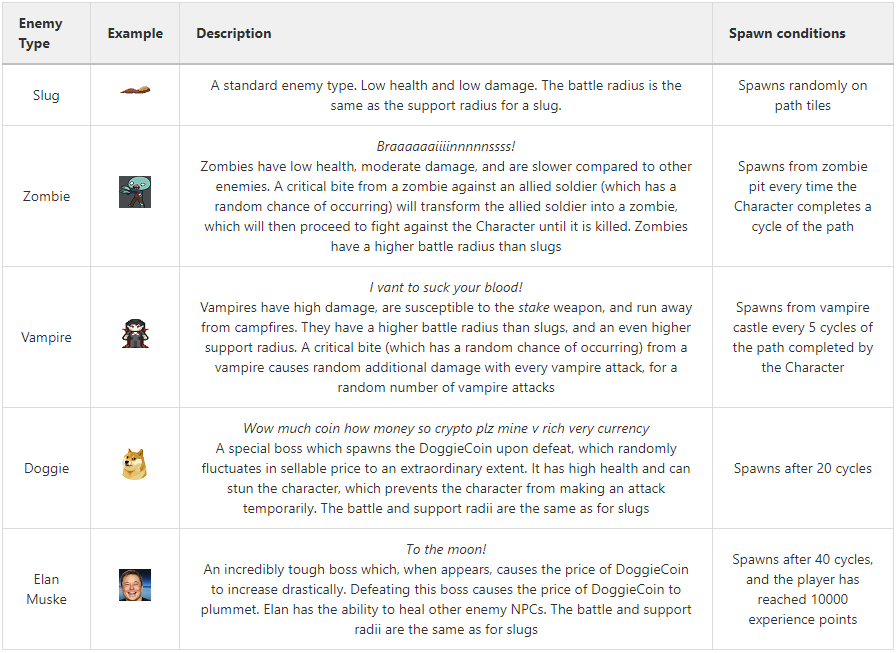 Enemy Type
Example
Description
Spawn conditions
Slug
A standard enemy type. Low health and low damage. The battle radius is the
same as the support radius for a slug.
Spawns randomly on
path tiles
Zombie
Braaaaaaiiiinnnnnssss!
Zombies have low health, moderate damage, and are slower compared to other
enemies. A critical bite from a zombie against an allied soldier (which has a
random chance of occurring) will transform the allied soldier into a zombie,
which will then proceed to fight against the Character until it is killed. Zombies
have a higher battle radius than slugs
Spawns from zombie
pit every time the
Character completes a
cycle of the path
Vampire
I vant to suck your blood!
Vampires have high damage, are susceptible to the stake weapon, and run away
from campfires. They have a higher battle radius than slugs, and an even higher
support radius. A critical bite (which has a random chance of occurring) from a
vampire causes random additional damage with every vampire attack, for a
random number of vampire attacks
Spawns from vampire
castle every 5 cycles of
the path completed by
the Character
Doggie
Wow much coin how money so crypto plz mine v rich very currency
A special boss which spawns the DoggieCoin upon defeat, which randomly
fluctuates in sellable price to an extraordinary extent. It has high health and can
stun the character, which prevents the character from making an attack
temporarily. The battle and support radii are the same as for slugs
Spawns after 20 cycles
Elan
Muske
To the moon!
An incredibly tough boss which, when appears, causes the price of DoggieCoin
to increase drastically. Defeating this boss causes the price of DoggieCoin to
plummet. Elan has the ability to heal other enemy NPCs. The battle and support
radii are the same as for slugs
Spawns after 40 cycles,
and the player has
reached 10000
experience points